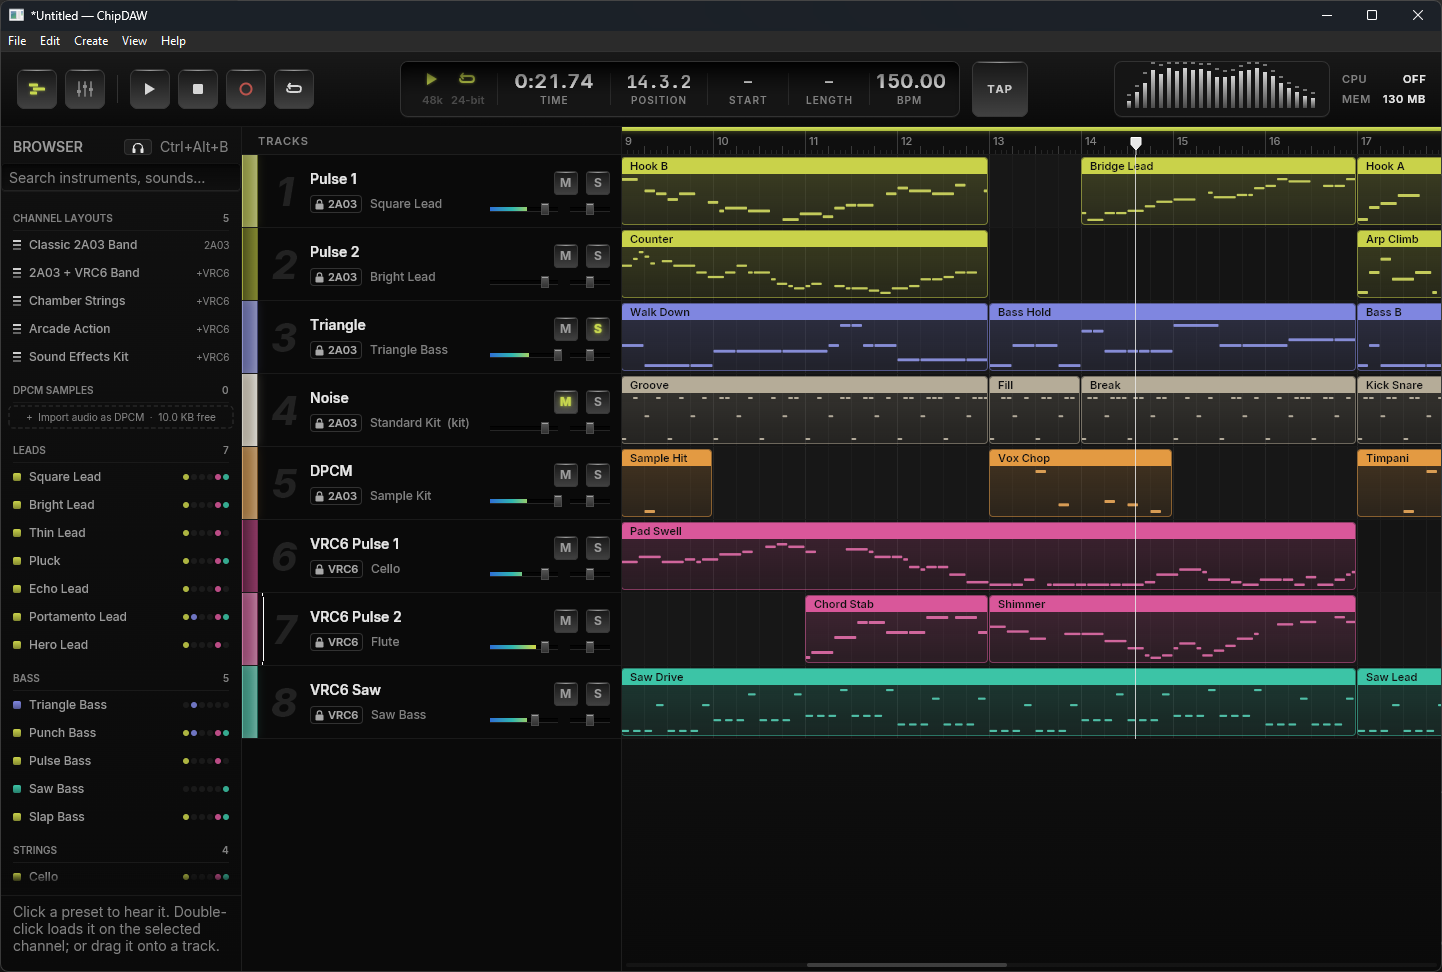 *Untitled — ChipDAW
File Edit Create View Help
48k 24-bit
0:21.74
TIME
14.3.2
POSITION
–
START
–
LENGTH
150.00
BPM
TAP
CPU OFF
MEM 130 MB
BROWSER Ctrl+Alt+B
Search instruments, sounds...
CHANNEL LAYOUTS 5
Classic 2A03 Band 2A03
2A03 + VRC6 Band +VRC6
Chamber Strings +VRC6
Arcade Action +VRC6
Sound Effects Kit +VRC6
DPCM SAMPLES 0
+ Import audio as DPCM · 10.0 KB free
LEADS 7
Square Lead
Bright Lead
Thin Lead
Pluck
Echo Lead
Portamento Lead
Hero Lead
BASS 5
Triangle Bass
Punch Bass
Pulse Bass
Saw Bass
Slap Bass
STRINGS 4
Cello
Click a preset to hear it. Double-
click loads it on the selected
channel; or drag it onto a track.
TRACKS
9 10 11 12 13 14 15 16 17
1 Pulse 1 M S
2A03 Square Lead
Hook B Bridge Lead Hook A
2 Pulse 2 M S
2A03 Bright Lead
Counter Arp Climb
3 Triangle M S
2A03 Triangle Bass
Walk Down Bass Hold Bass B
4 Noise M S
2A03 Standard Kit (kit)
Groove Fill Break Kick Snare
5 DPCM M S
2A03 Sample Kit
Sample Hit Vox Chop Timpani
6 VRC6 Pulse 1 M S
VRC6 Cello
Pad Swell
7 VRC6 Pulse 2 M S
VRC6 Flute
Chord Stab Shimmer
8 VRC6 Saw M S
VRC6 Saw Bass
Saw Drive Saw Lead